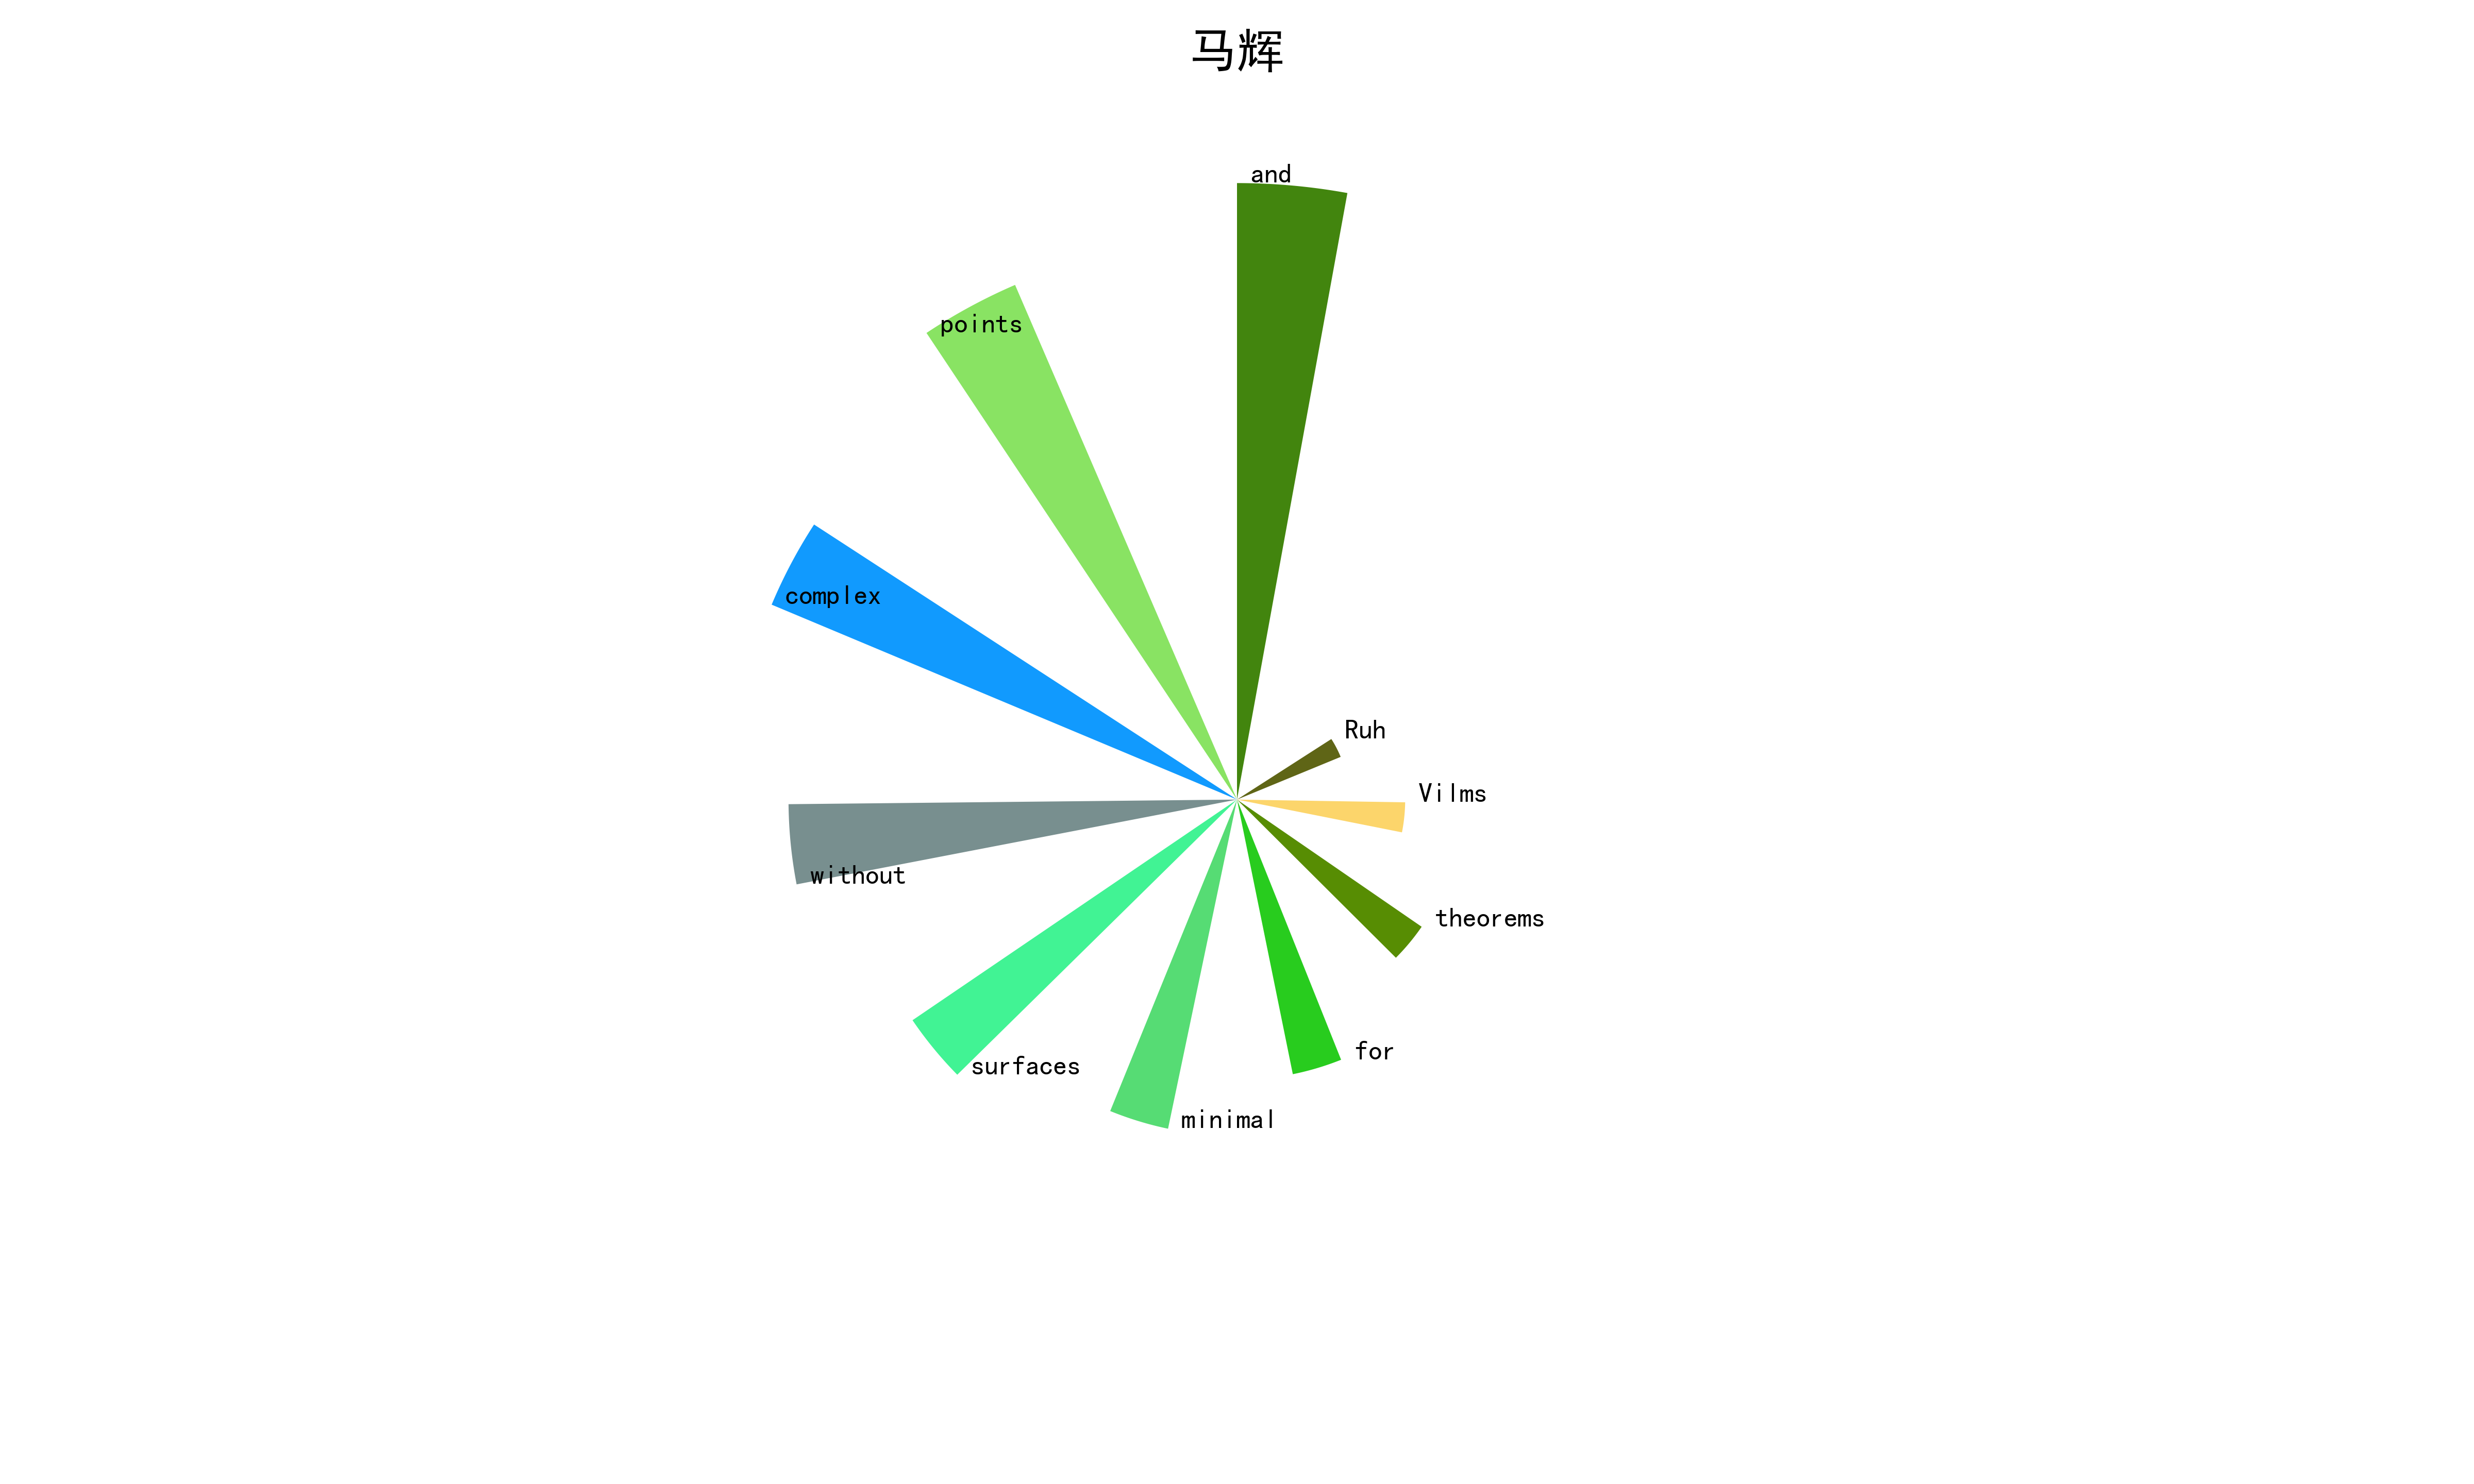 马辉
and
points
complex
Ruh
Vilms
without
theorems
for
surfaces
minimal